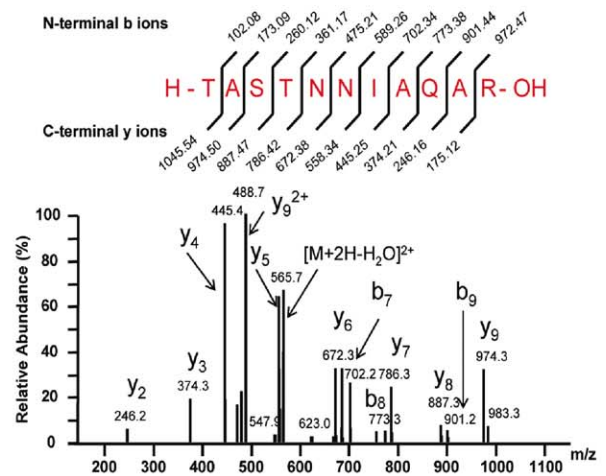 N-terminal b ions
102.08 173.09 260.12 361.17 475.21 589.26 702.34 773.38 901.44 972.47
H - T A S T N N I A Q A R - OH
C-terminal y ions
1045.54 974.50 887.47 786.42 672.38 558.34 445.25 374.21 246.16 175.12
Relative Abundance (%)
100
80
60
40
20
0
488.7
445.4
y9 2+
y4
y5
[M+2H-H2O]2+
565.7
b7
b9
y6
y9
672.3
y7
974.3
y3
702.2 786.3
y2
374.3
b8
y8
887.3
246.2
547.9
623.0
773.3
901.2
983.3
200 300 400 500 600 700 800 900 1000 1100 m/z